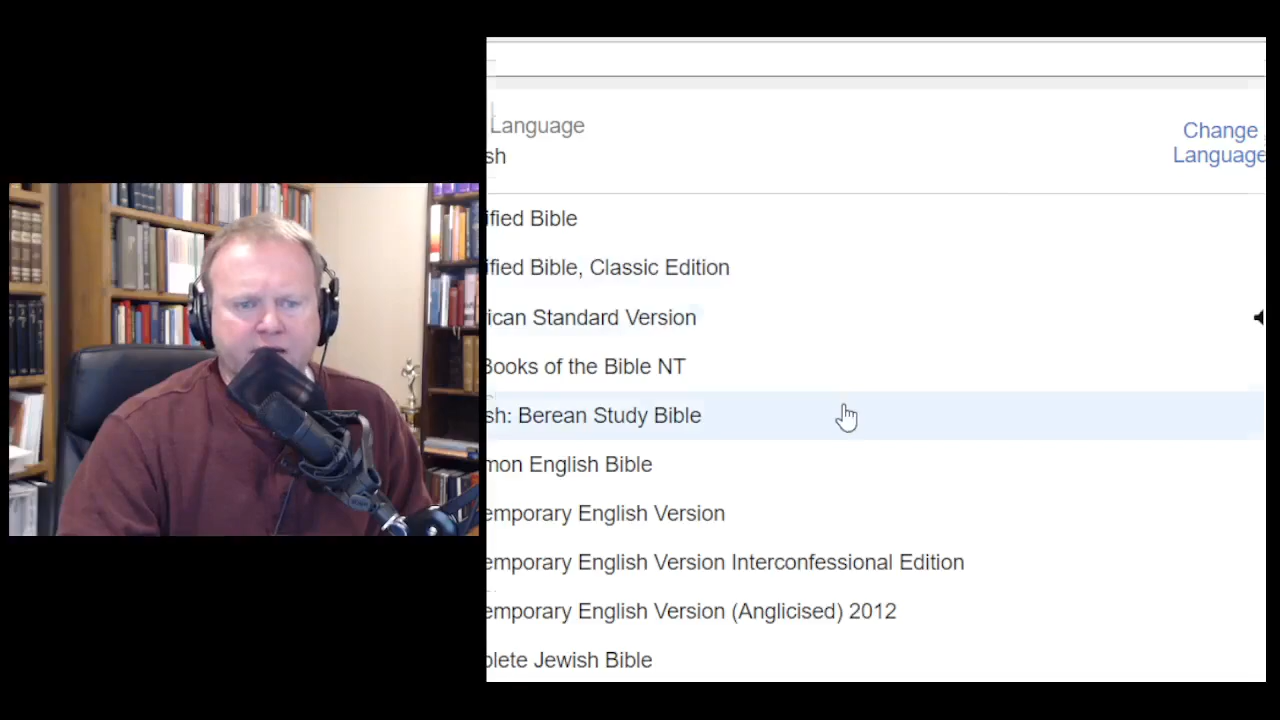 Language
sh
Change
Language
ified Bible
ified Bible, Classic Edition
ican Standard Version
Books of the Bible NT
sh: Berean Study Bible
mon English Bible
emporary English Version
emporary English Version Interconfessional Edition
emporary English Version (Anglicised) 2012
plete Jewish Bible